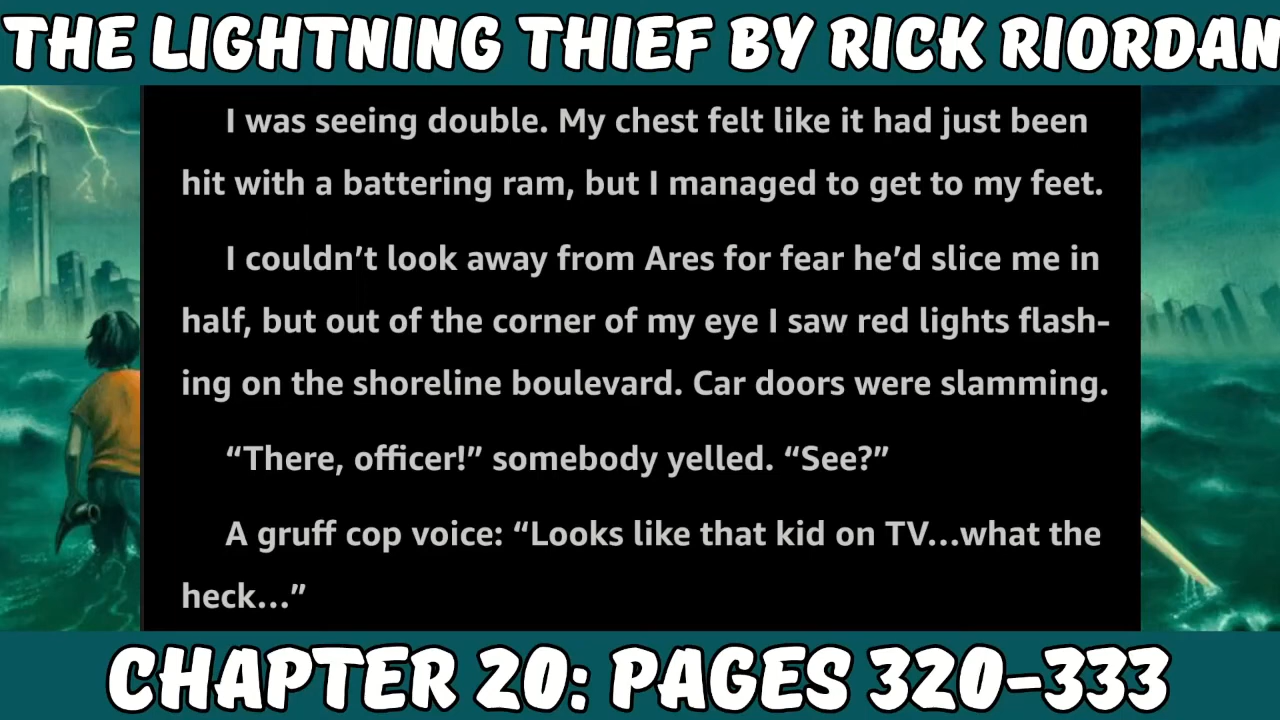 THE LIGHTNING THIEF BY RICK RIORDAN
I was seeing double. My chest felt like it had just been
hit with a battering ram, but I managed to get to my feet.
I couldn’t look away from Ares for fear he’d slice me in
half, but out of the corner of my eye I saw red lights flash-
ing on the shoreline boulevard. Car doors were slamming.
“There, officer!” somebody yelled. “See?”
A gruff cop voice: “Looks like that kid on TV…what the
heck…”
CHAPTER 20: PAGES 320-333